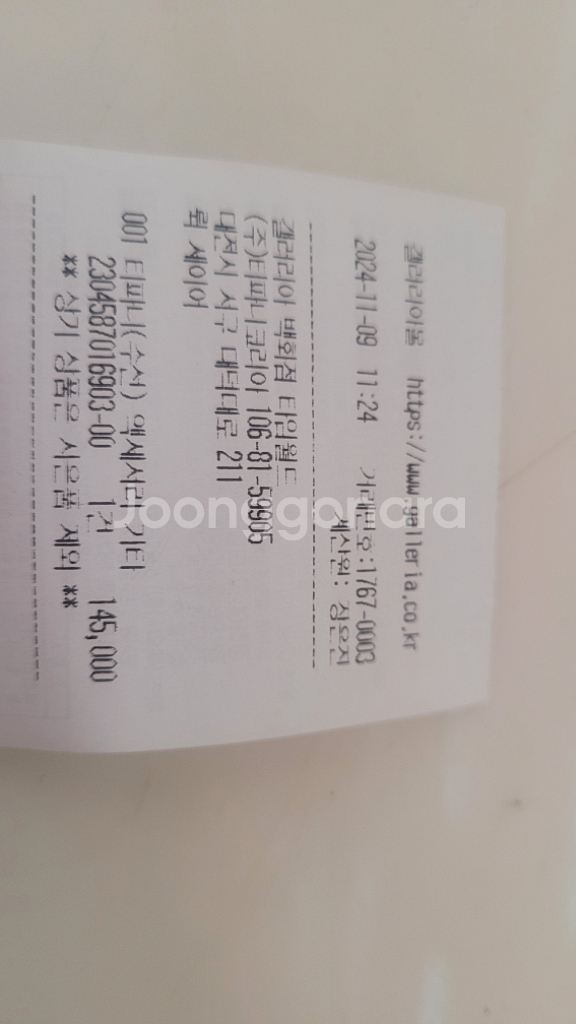 갤러리아몰 https://www.galleria.co.kr
2024-11-09 11:24 거래번호:1767-0003
계산원: 정은진
갤러리아 백화점 타임월드
(주)티파니코리아 106-81-59905
대전시 서구 대덕대로 211
뤽 세이어
001 티파니(수선) 액세서리 기타
2304587016903-00 1건 145,000
** 상기 상품은 사은품 제외 **
Joonggonara